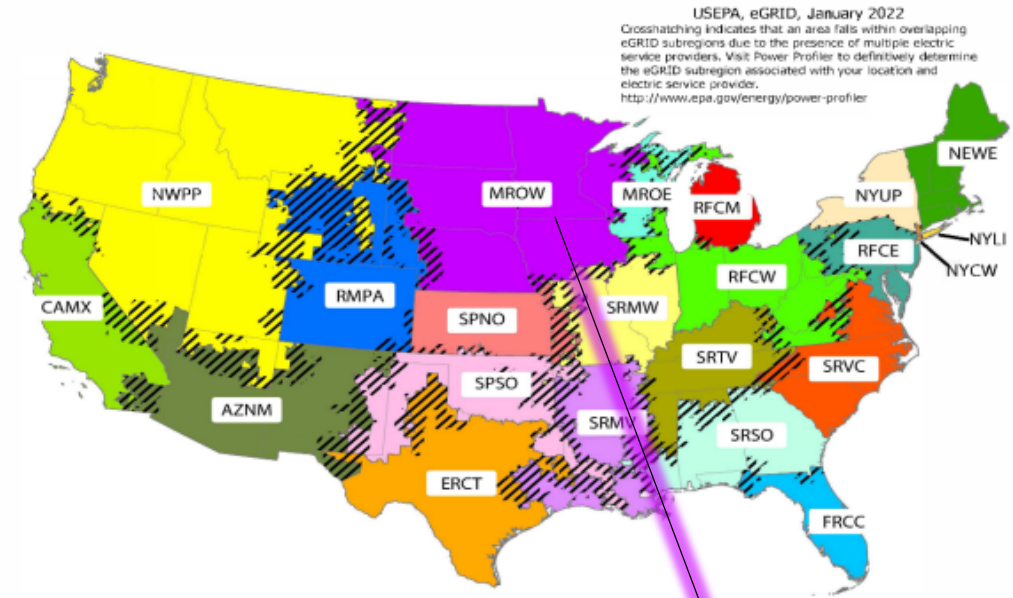 USEPA, eGRID, January 2022
Crosshatching indicates that an area falls within overlapping
eGRID subregions due to the presence of multiple electric
service providers. Visit Power Profiler to definitively determine
the eGRID subregion associated with your location and
electric service provider.
http://www.epa.gov/energy/power-profiler
NEWE
NWPP
MROW
MROE
RFCM
NYUP
NYLI
RFCE
NYCW
RFCW
RMPA
CAMX
SRMW
SPNO
SRTV
SRVC
SPSO
AZNM
SRMV
SRSO
ERCT
FRCC